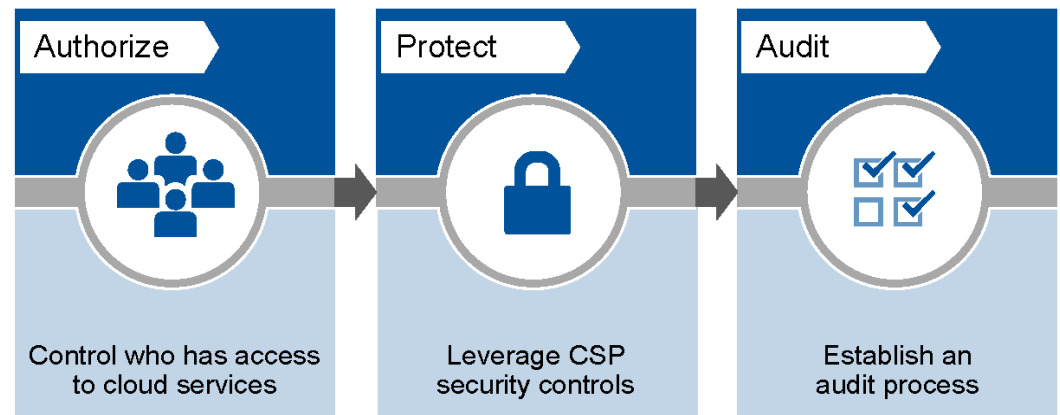 Authorize
Control who has access
to cloud services
Protect
Leverage CSP
security controls
Audit
Establish an
audit process